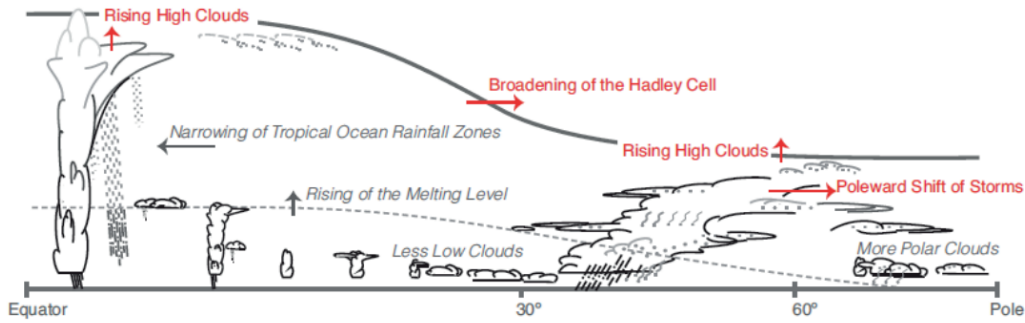 Rising High Clouds
Broadening of the Hadley Cell
Narrowing of Tropical Ocean Rainfall Zones
Rising High Clouds
Poleward Shift of Storms
Rising of the Melting Level
Less Low Clouds
More Polar Clouds
Equator
30°
60°
Pole